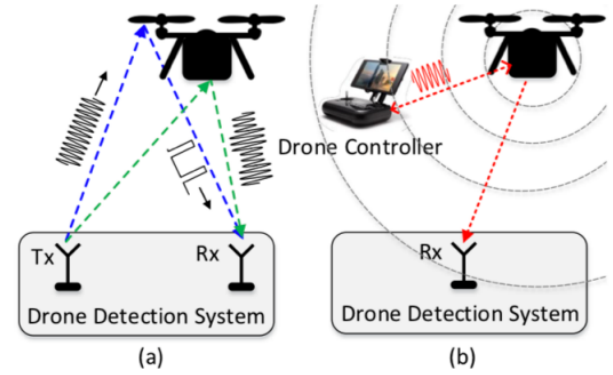 Drone Controller
Tx
Rx
Drone Detection System
(a)
Rx
Drone Detection System
(b)